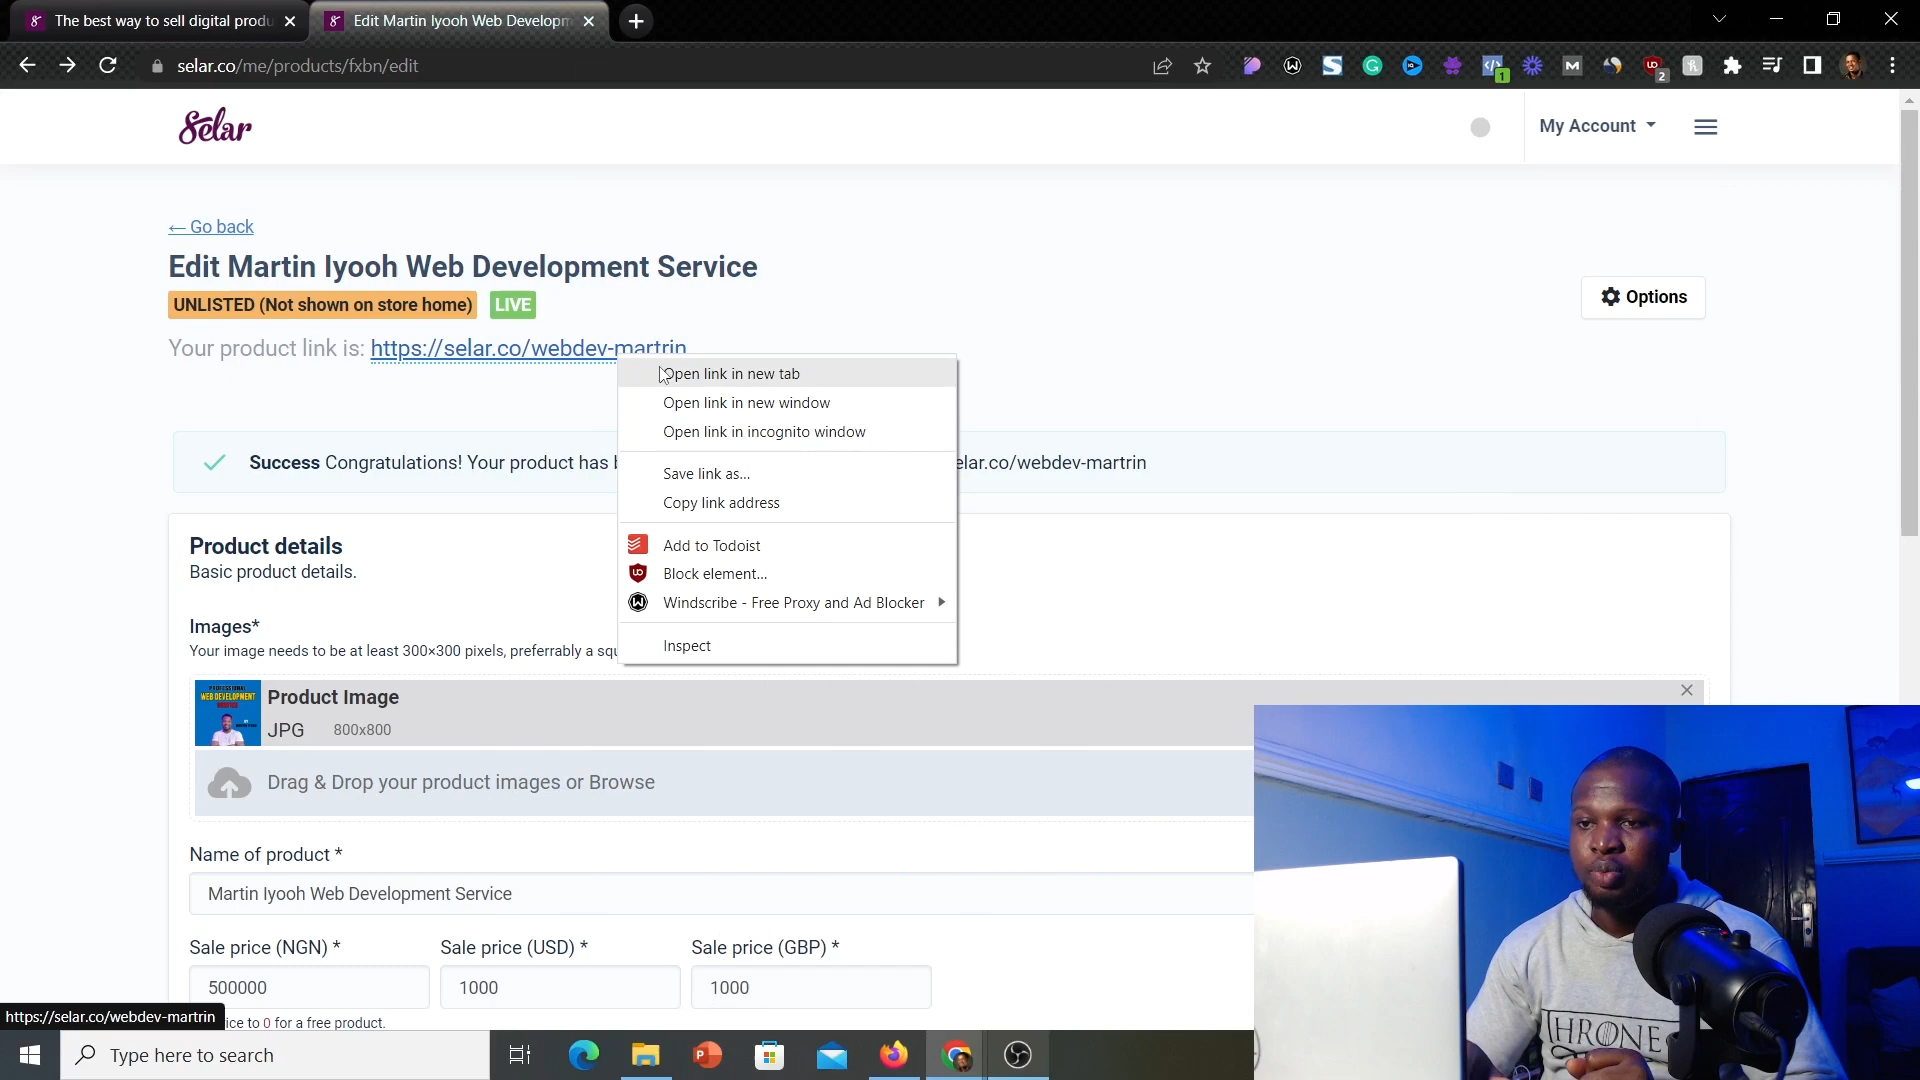 The best way to sell digital produ
Edit Martin Iyooh Web Developm
selar.co/me/products/fxbn/edit
1
2
Selar
My Account
← Go back
Edit Martin Iyooh Web Development Service
UNLISTED (Not shown on store home)
LIVE
Options
Your product link is: https://selar.co/webdev-martrin
Open link in new tab
Open link in new window
Open link in incognito window
Save link as...
Copy link address
Add to Todoist
Block element...
Windscribe - Free Proxy and Ad Blocker
Inspect
Success Congratulations! Your product has
elar.co/webdev-martrin
Product details
Basic product details.
Images*
Your image needs to be at least 300×300 pixels, preferrably a squ
PROFESSIONAL
WEB DEVELOPMENT
SERVICE
Product Image
JPG 800x800
Drag & Drop your product images or Browse
Name of product *
Martin Iyooh Web Development Service
Sale price (NGN) *
Sale price (USD) *
Sale price (GBP) *
500000
1000
1000
ice to 0 for a free product.
https://selar.co/webdev-martrin
Type here to search
THRONE